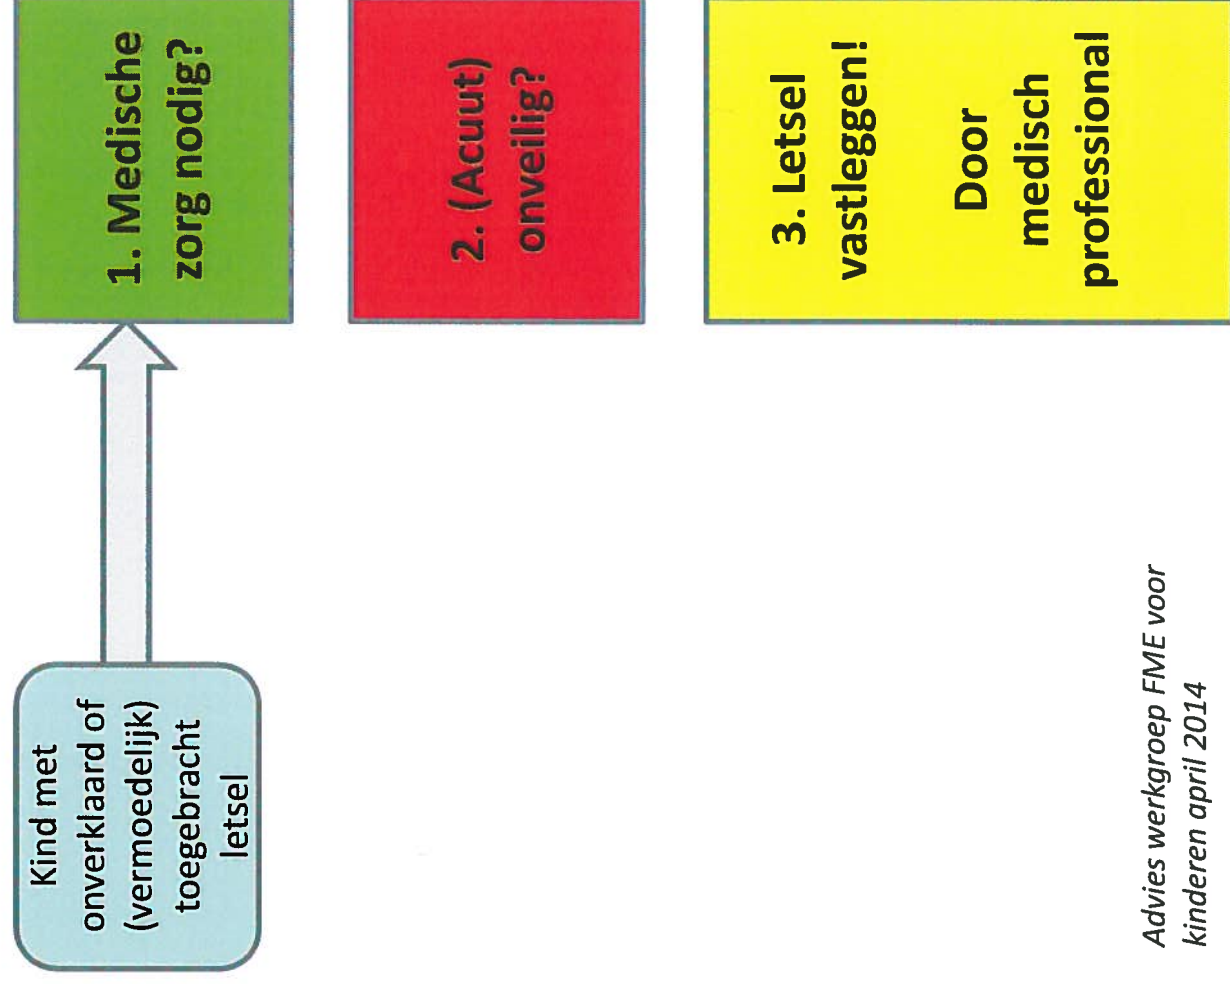 Kind met
onverklaard of
(vermoedelijk)
toegebracht
letsel
1. Medische
zorg nodig?
2. (Acuut)
onveilig?
3. Letsel
vastleggen!
Door
medisch
professional
Advies werkgroep FME voor
kinderen april 2014